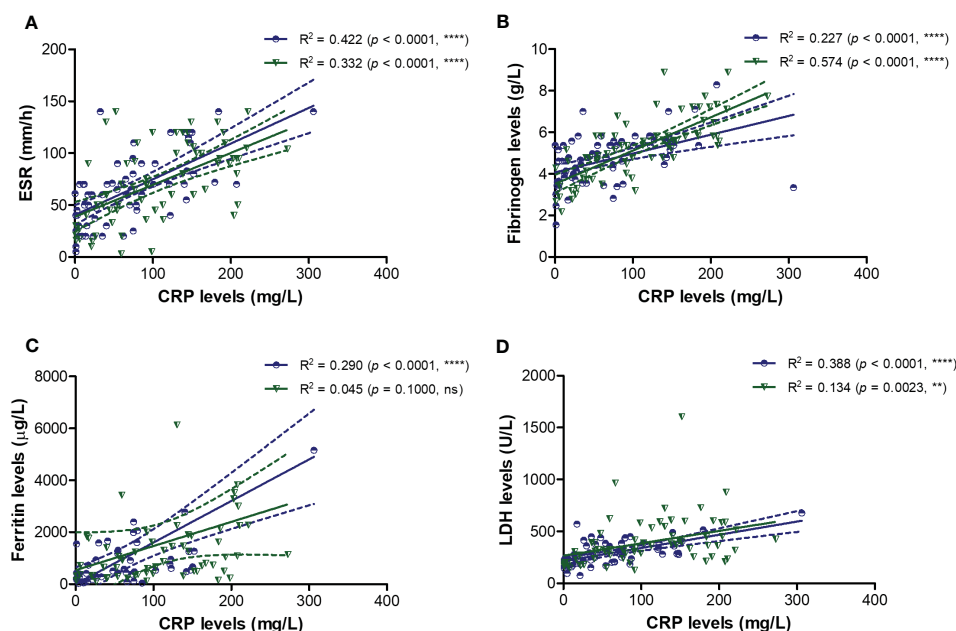 A
R² = 0.422 (p < 0.0001, ****)
R² = 0.332 (p < 0.0001, ****)
200
150
100
50
0
ESR (mm/h)
0 100 200 300 400
CRP levels (mg/L)
B
R² = 0.227 (p < 0.0001, ****)
R² = 0.574 (p < 0.0001, ****)
10
8
6
4
2
0
Fibrinogen levels (g/L)
0 100 200 300 400
CRP levels (mg/L)
C
R² = 0.290 (p < 0.0001, ****)
R² = 0.045 (p = 0.1000, ns)
8000
6000
4000
2000
0
Ferritin levels (µg/L)
0 100 200 300 400
CRP levels (mg/L)
D
R² = 0.388 (p < 0.0001, ****)
R² = 0.134 (p = 0.0023, **)
2000
1500
1000
500
0
LDH levels (U/L)
0 100 200 300 400
CRP levels (mg/L)